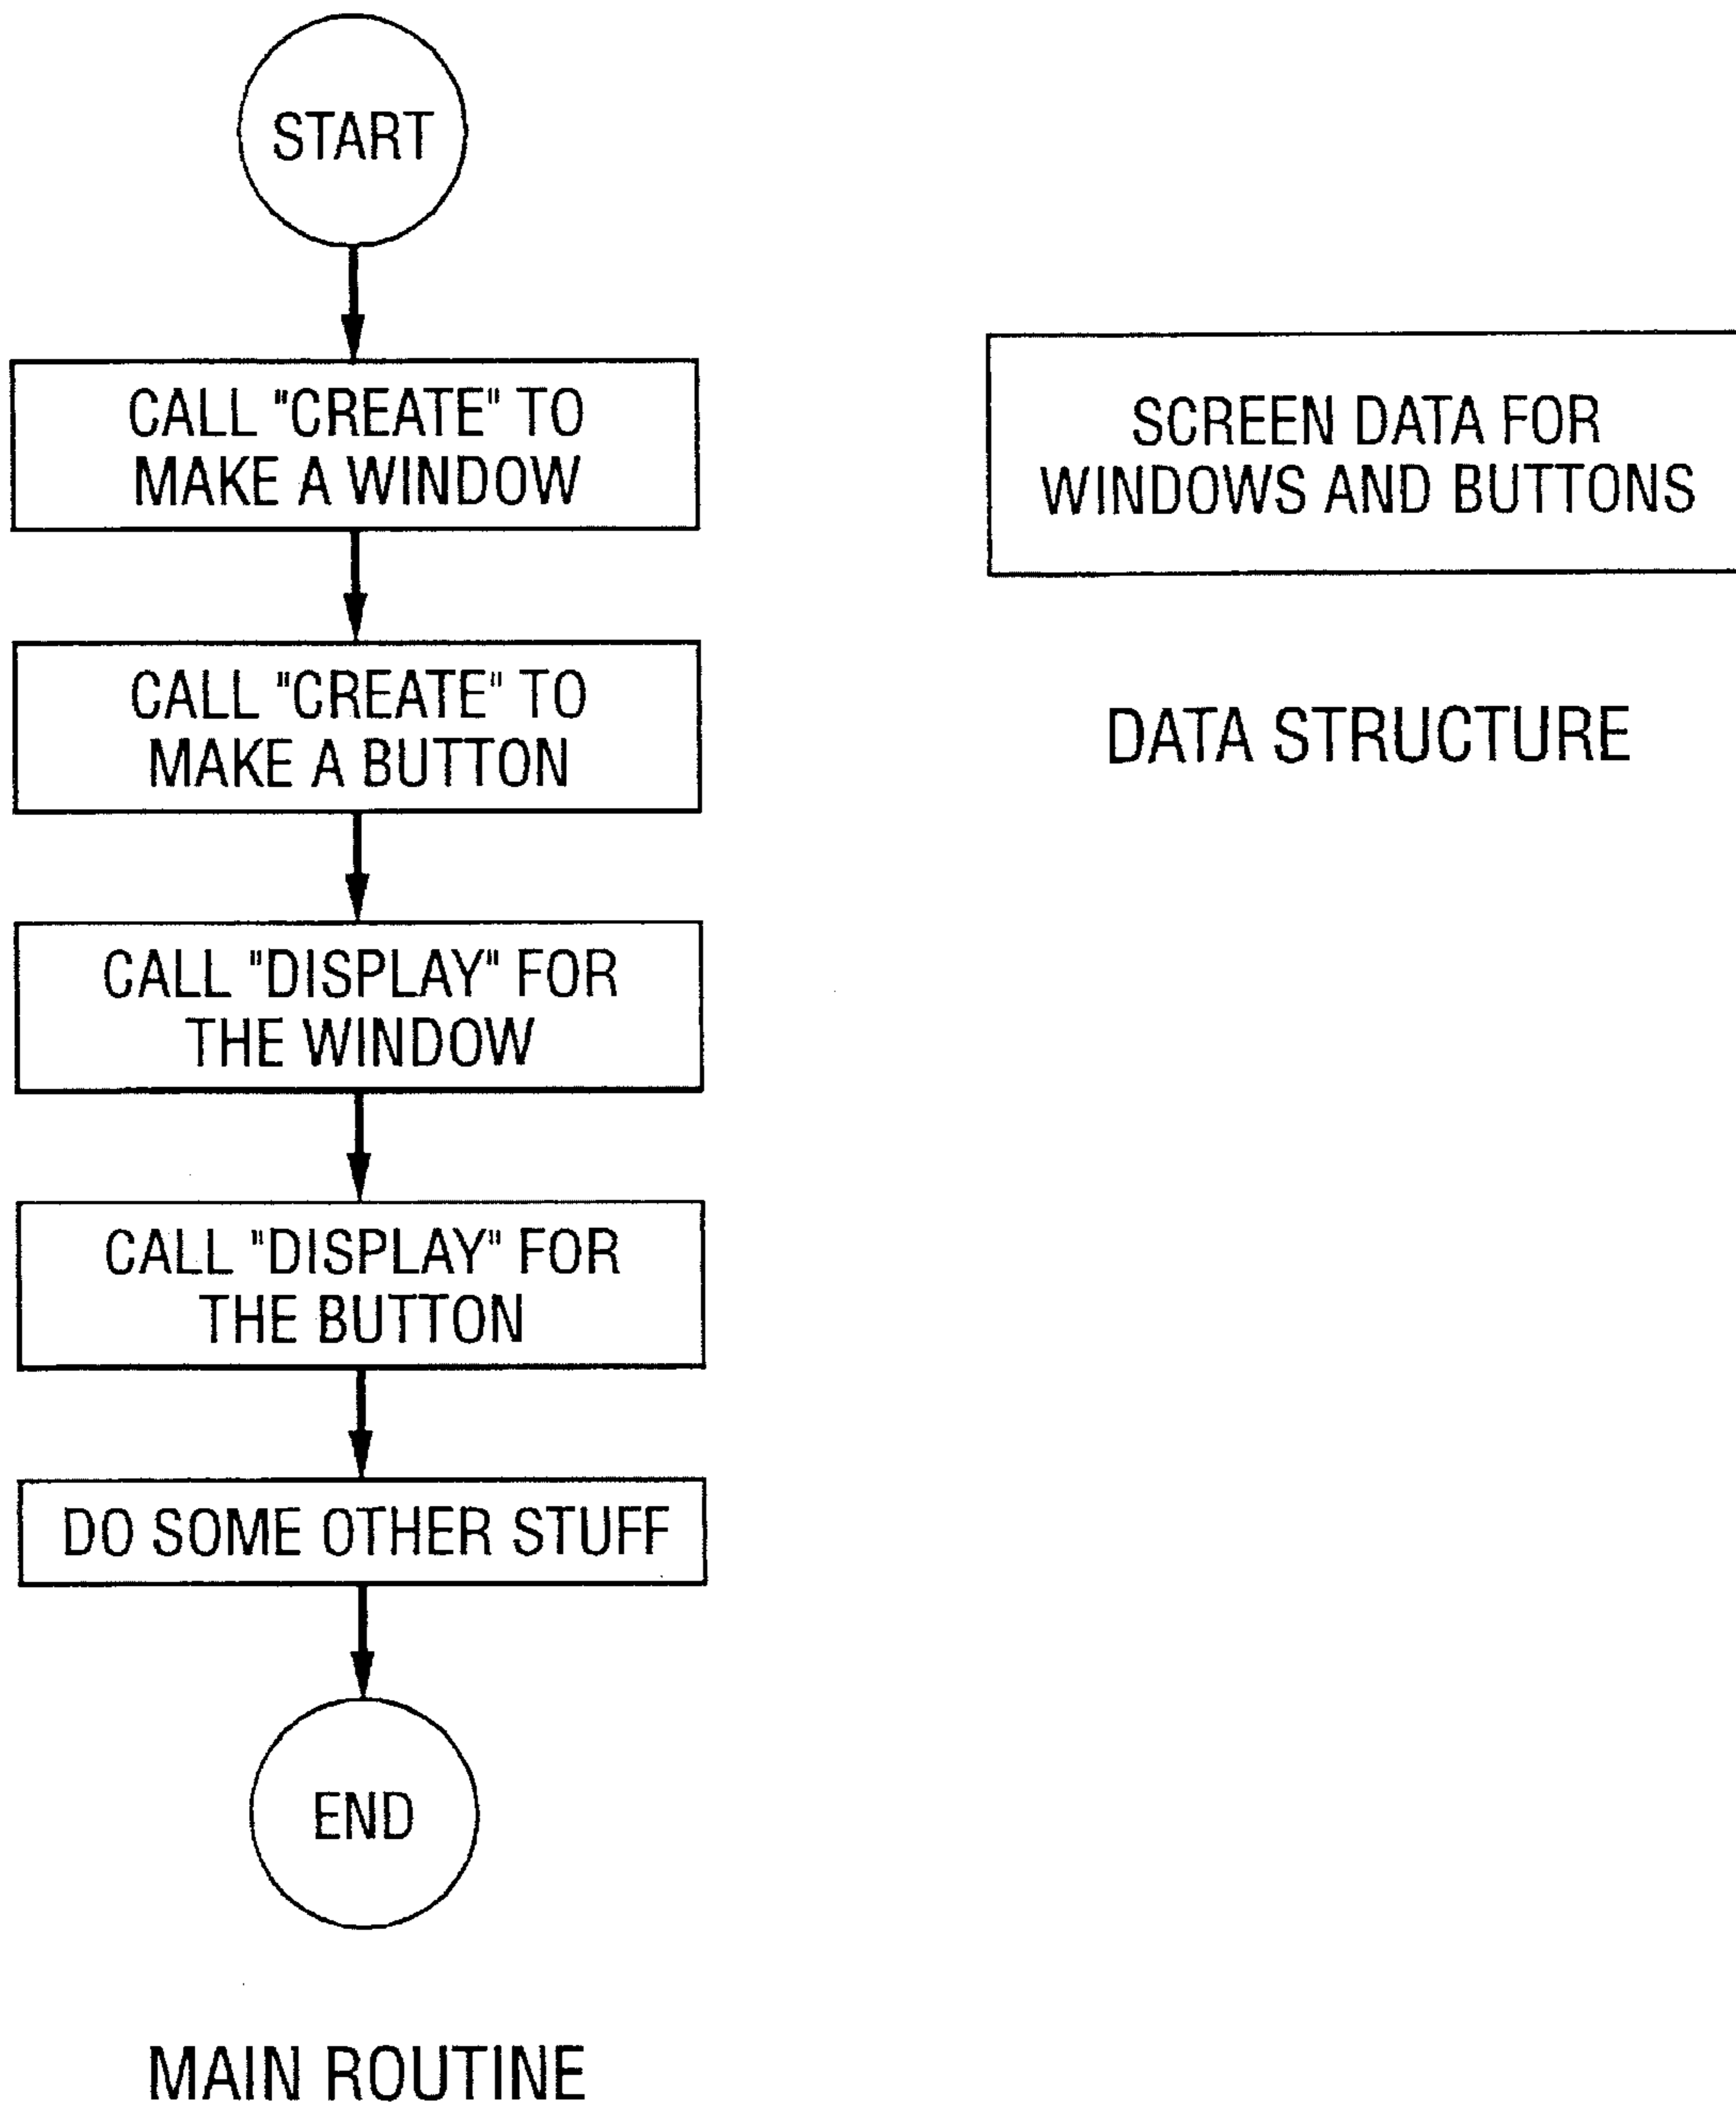 START
CALL "CREATE" TO
MAKE A WINDOW
CALL "CREATE" TO
MAKE A BUTTON
CALL "DISPLAY" FOR
THE WINDOW
CALL "DISPLAY" FOR
THE BUTTON
DO SOME OTHER STUFF
END
MAIN ROUTINE
SCREEN DATA FOR
WINDOWS AND BUTTONS
DATA STRUCTURE